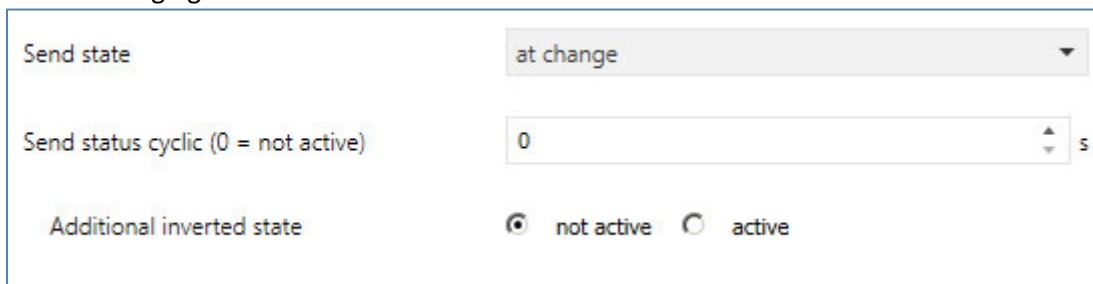 Send state at change
Send status cyclic (0 = not active) 0 s
Additional inverted state not active active